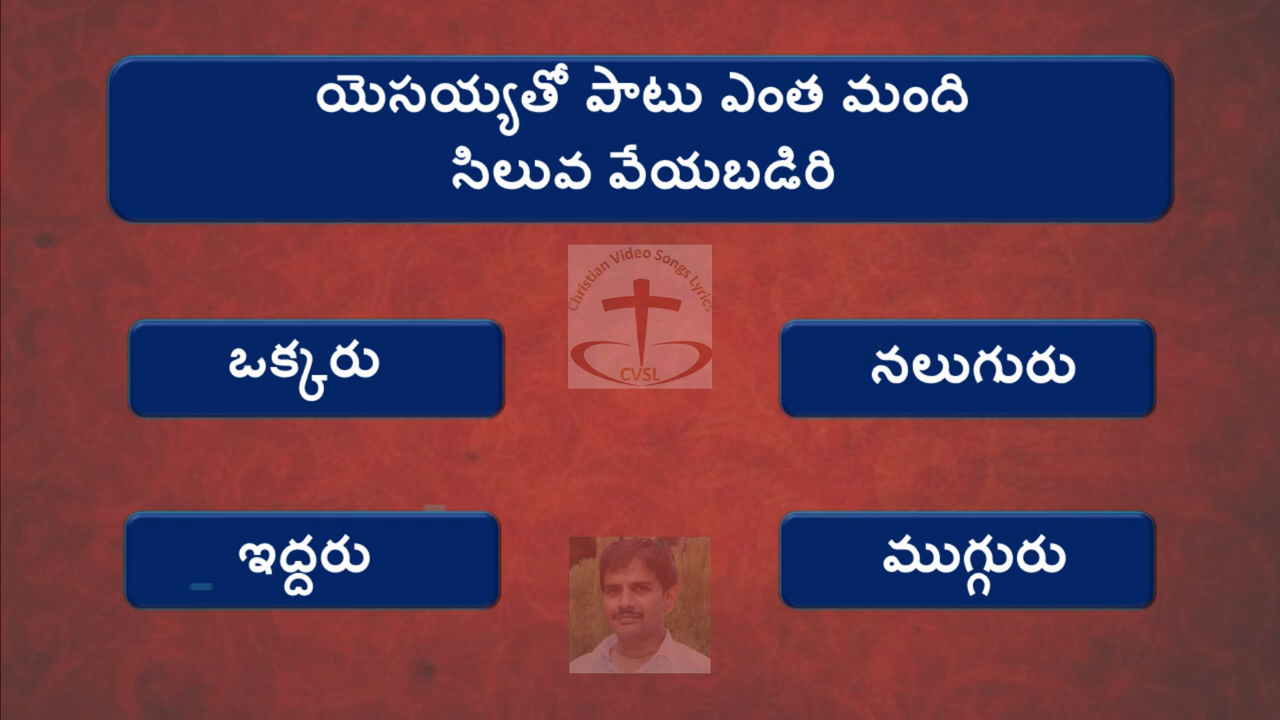 యెసయ్యతో పాటు ఎంత మంది
సిలువ వేయబడిరి
Christian Video Songs Lyrics
CVSL
ఒక్కరు
నలుగురు
ఇద్దరు
ముగ్గురు